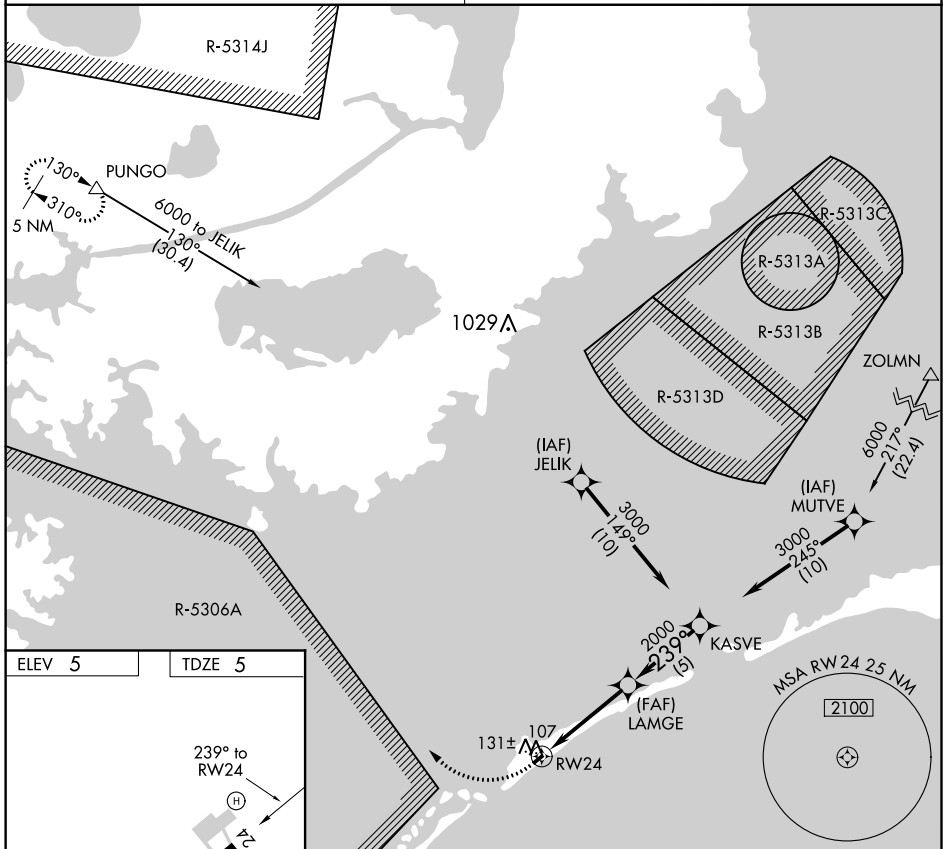 R-5314J
130°
PUNGO
310°
5 NM
6000 to JELIK
130°
(30.4)
1029
R-5313C
R-5313A
R-5313B
R-5313D
ZOLMN
6000
217°
(22.4)
(IAF)
JELIK
3000
149°
(10)
(IAF)
MUTVE
3000
245°
(10)
R-5306A
2000
239°
(5)
KASVE
(FAF)
LAMGE
131±
107
RW24
MSA RW24 25 NM
2100
ELEV 5
TDZE 5
239° to
RW24
H
24